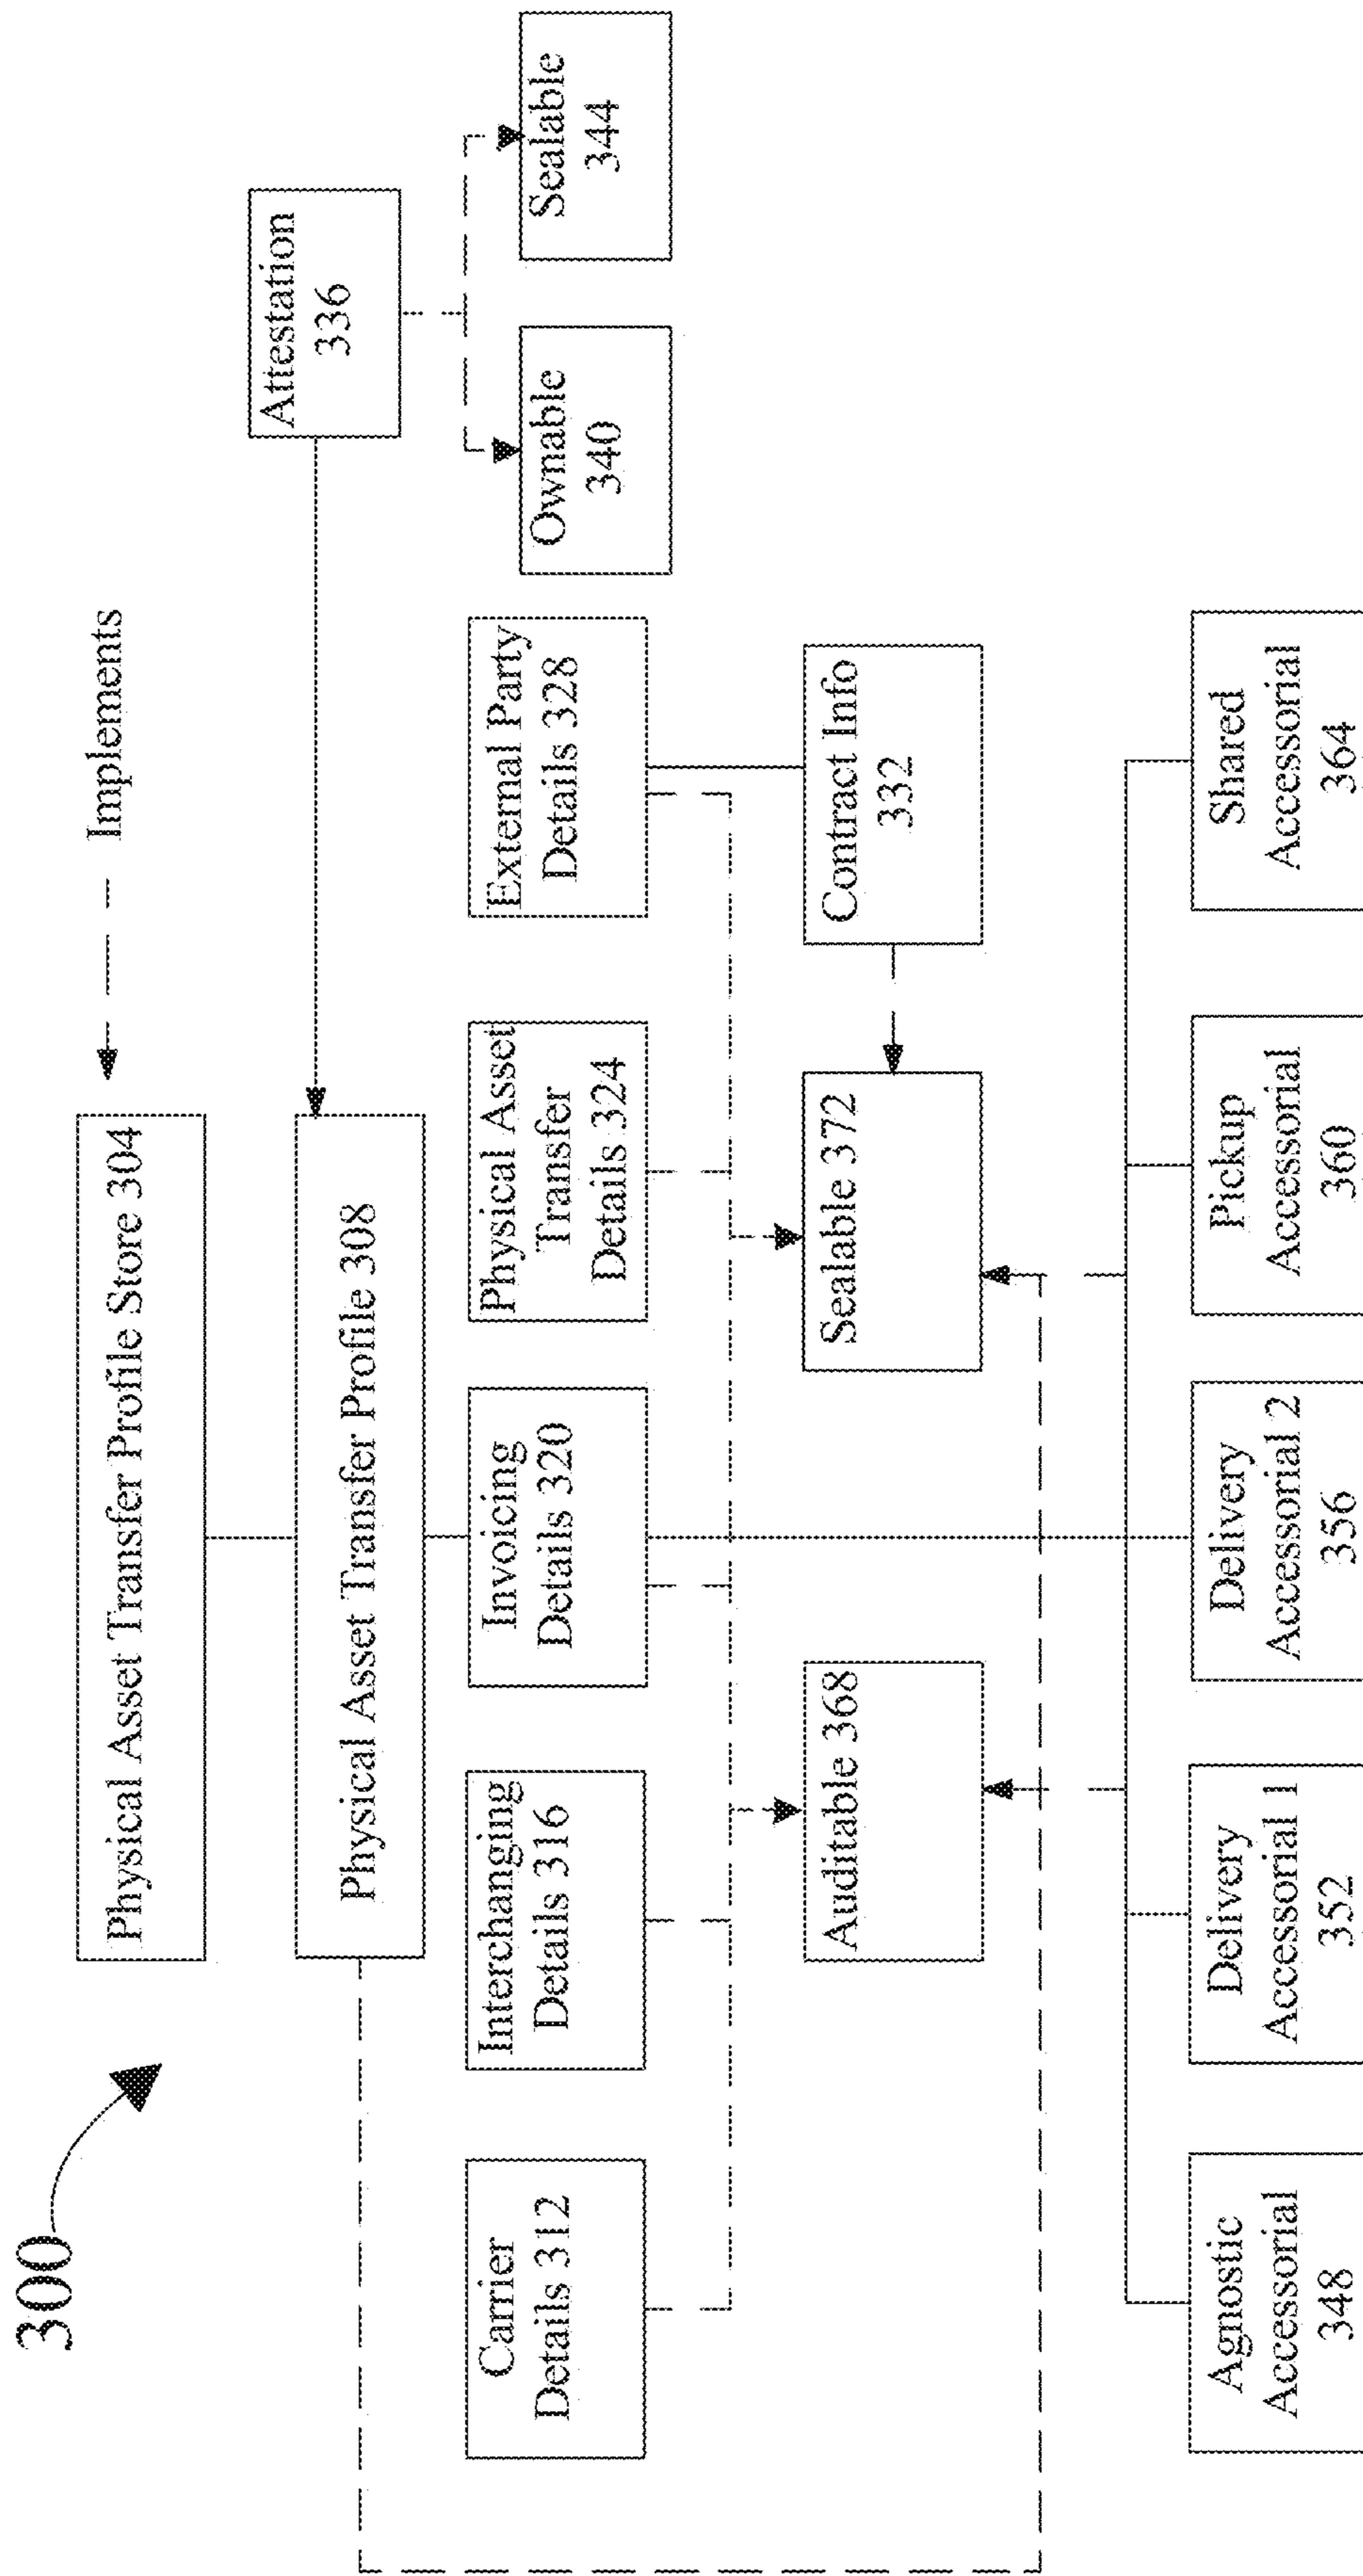 300
Implements
Physical Asset Transfer Profile Store 304
Attestation
336
Physical Asset Transfer Profile 308
Carrier
Details 312
Interchanging
Details 316
Invoicing
Details 320
Physical Asset
Transfer
Details 324
External Party
Details 328
Ownable
340
Sealable
344
Auditable 368
Sealable 372
Contract Info
332
Agnostic
Accessorial
348
Delivery
Accessorial 1
352
Delivery
Accessorial 2
356
Pickup
Accessorial
360
Shared
Accessorial
364